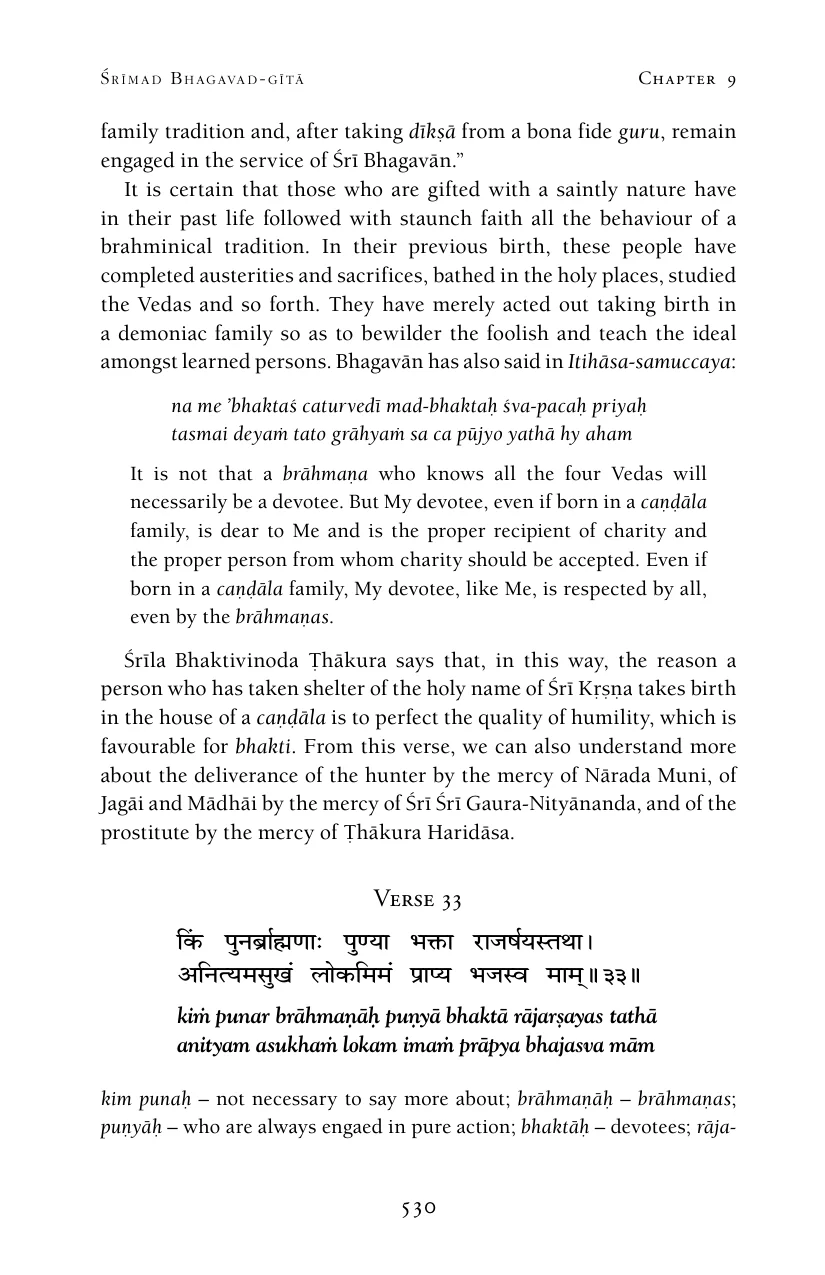 Śrīmad Bhagavad-gītā Chapter 9
family tradition and, after taking dīkṣā from a bona fide guru, remain
engaged in the service of Śrī Bhagavān.”
It is certain that those who are gifted with a saintly nature have
in their past life followed with staunch faith all the behaviour of a
brahminical tradition. In their previous birth, these people have
completed austerities and sacrifices, bathed in the holy places, studied
the Vedas and so forth. They have merely acted out taking birth in
a demoniac family so as to bewilder the foolish and teach the ideal
amongst learned persons. Bhagavān has also said in Itihāsa-samuccaya:
na me ’bhaktaś caturvedī mad-bhaktaḥ śva-pacaḥ priyaḥ
tasmai deyaṁ tato grāhyaṁ sa ca pūjyo yathā hy aham
It is not that a brāhmaṇa who knows all the four Vedas will
necessarily be a devotee. But My devotee, even if born in a caṇḍāla
family, is dear to Me and is the proper recipient of charity and
the proper person from whom charity should be accepted. Even if
born in a caṇḍāla family, My devotee, like Me, is respected by all,
even by the brāhmaṇas.
Śrīla Bhaktivinoda Ṭhākura says that, in this way, the reason a
person who has taken shelter of the holy name of Śrī Kṛṣṇa takes birth
in the house of a caṇḍāla is to perfect the quality of humility, which is
favourable for bhakti. From this verse, we can also understand more
about the deliverance of the hunter by the mercy of Nārada Muni, of
Jagāi and Mādhāi by the mercy of Śrī Śrī Gaura-Nityānanda, and of the
prostitute by the mercy of Ṭhākura Haridāsa.
Verse 33
किं पुनर्ब्राह्मणाः पुण्या भक्ता राजर्षयस्तथा।
अनित्यमसुखं लोकमिमं प्राप्य भजस्व माम्॥३३॥
kiṁ punar brāhmaṇāḥ puṇyā bhaktā rājarṣayas tathā
anityam asukhaṁ lokam imaṁ prāpya bhajasva mām
kim punaḥ – not necessary to say more about; brāhmaṇāḥ – brāhmaṇas;
puṇyāḥ – who are always engaed in pure action; bhaktāḥ – devotees; rāja-
530